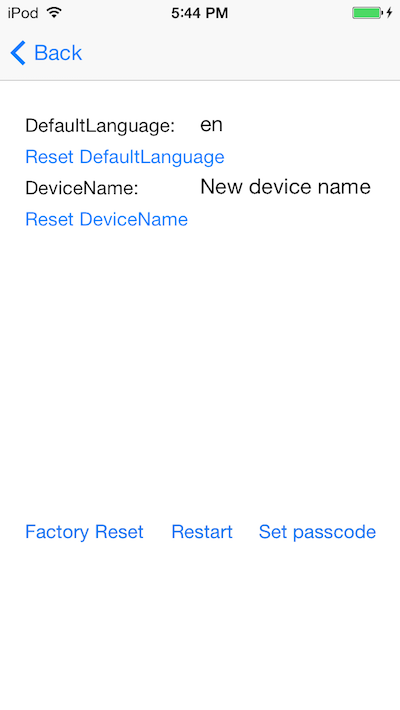 iPod 5:44 PM
Back
DefaultLanguage: en
Reset DefaultLanguage
DeviceName: New device name
Reset DeviceName
Factory Reset Restart Set passcode